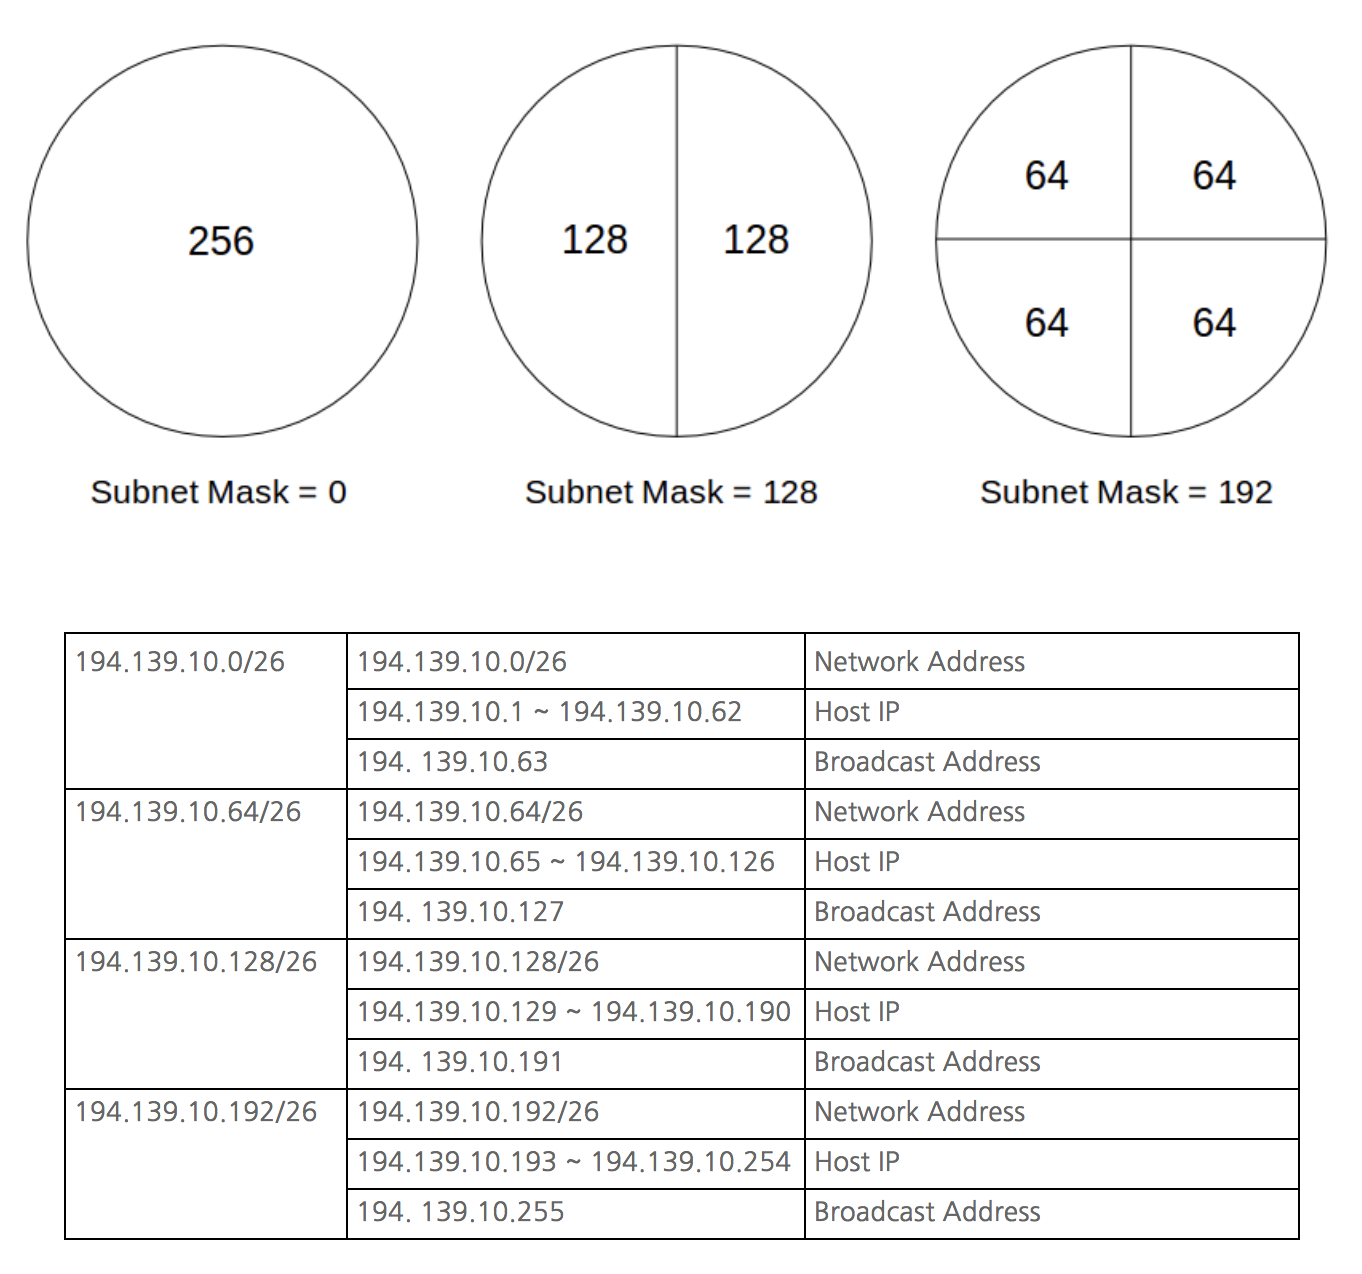 256
128 128
64 64
64 64
Subnet Mask = 0
Subnet Mask = 128
Subnet Mask = 192
194.139.10.0/26 194.139.10.0/26 Network Address
194.139.10.1 ~ 194.139.10.62 Host IP
194. 139.10.63 Broadcast Address
194.139.10.64/26 194.139.10.64/26 Network Address
194.139.10.65 ~ 194.139.10.126 Host IP
194. 139.10.127 Broadcast Address
194.139.10.128/26 194.139.10.128/26 Network Address
194.139.10.129 ~ 194.139.10.190 Host IP
194. 139.10.191 Broadcast Address
194.139.10.192/26 194.139.10.192/26 Network Address
194.139.10.193 ~ 194.139.10.254 Host IP
194. 139.10.255 Broadcast Address